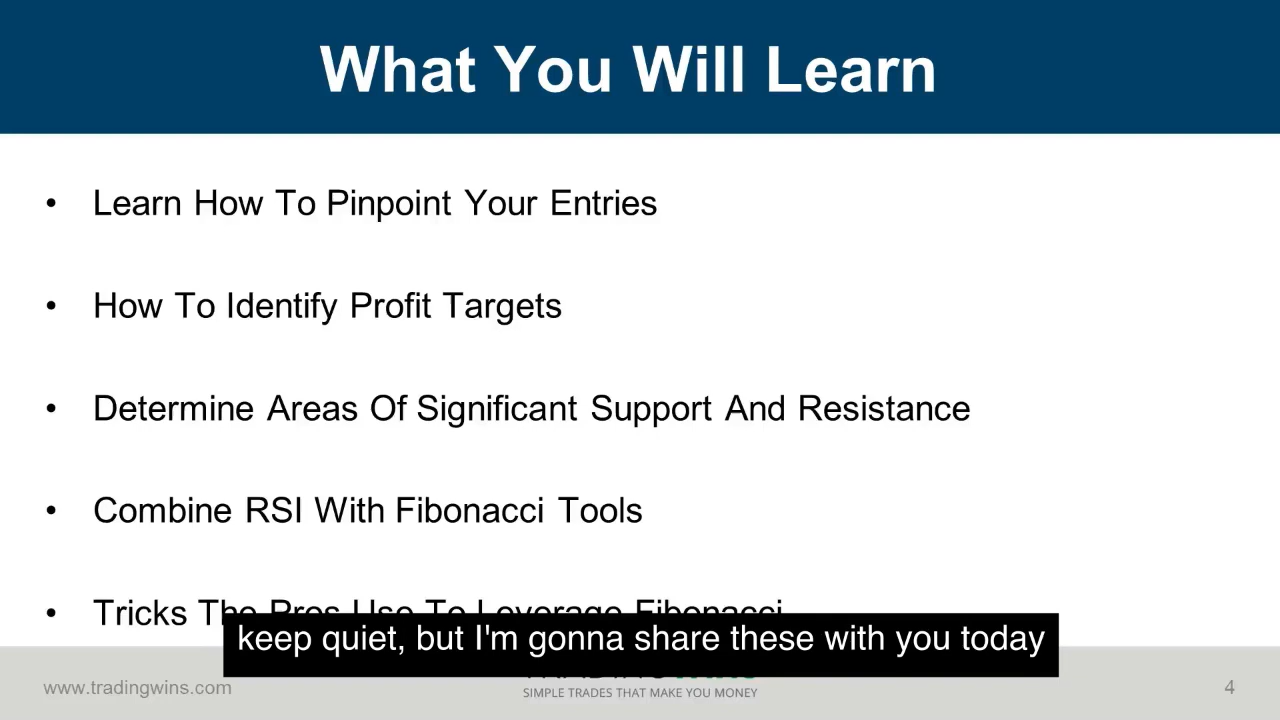 What You Will Learn
• Learn How To Pinpoint Your Entries
• How To Identify Profit Targets
• Determine Areas Of Significant Support And Resistance
• Combine RSI With Fibonacci Tools
• Tricks The Pros Use To Leverage Fibonacci
keep quiet, but I'm gonna share these with you today
www.tradingwins.com
SIMPLE TRADES THAT MAKE YOU MONEY
4